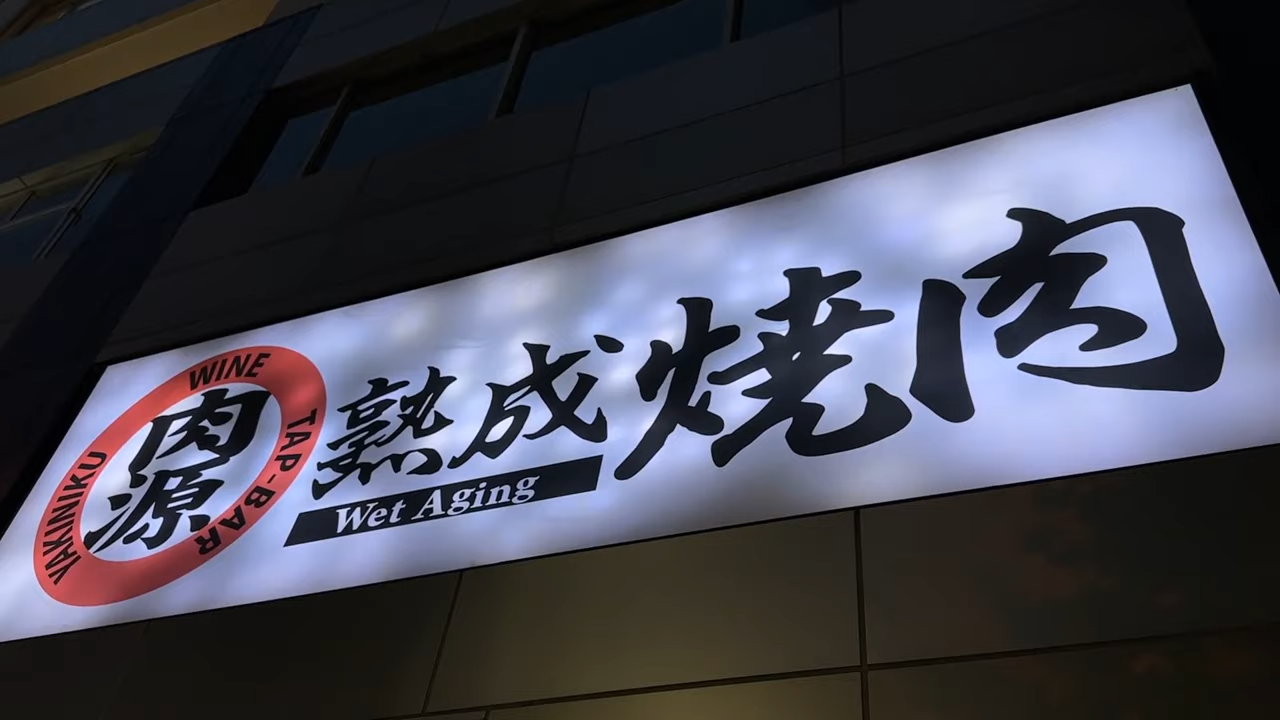 WINE
YAKINIKU
TAP-BAR
肉源
熟成焼肉
Wet Aging